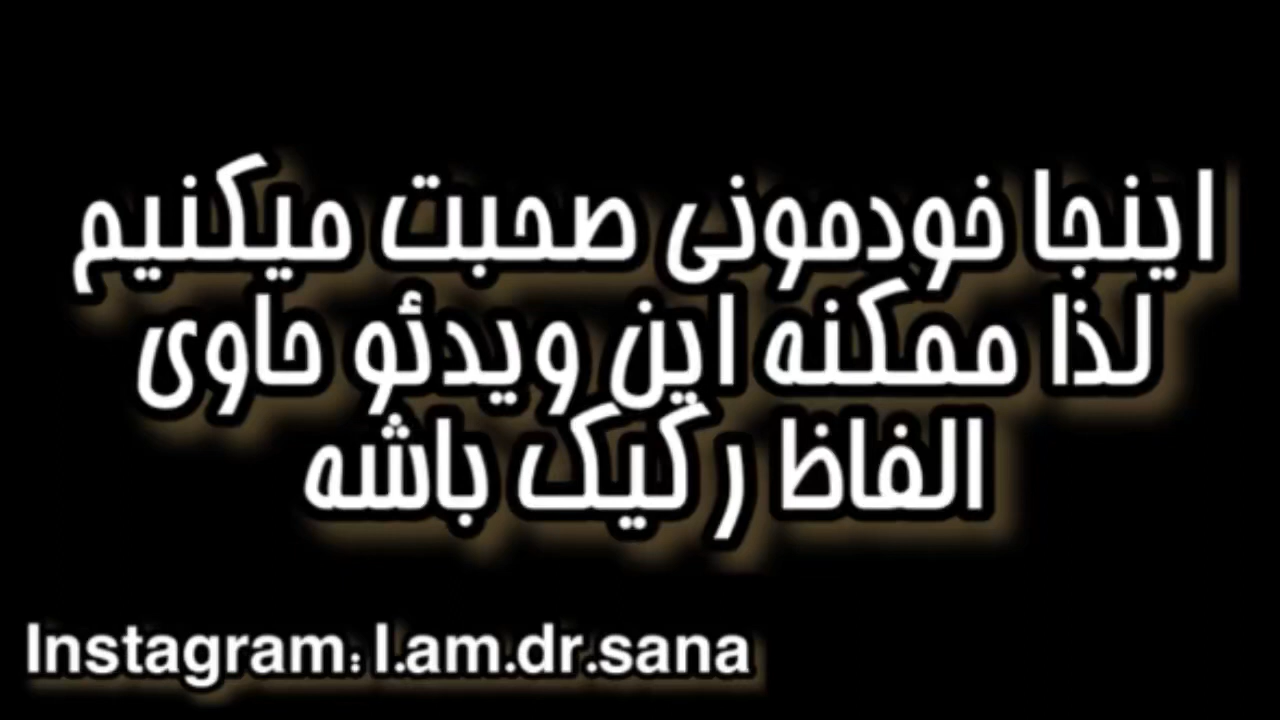 اینجا خودمونی صحبت میکنیم
لذا ممکنه این ویدئو حاوی
الفاظ رکیک باشه
Instagram: I.am.dr.sana